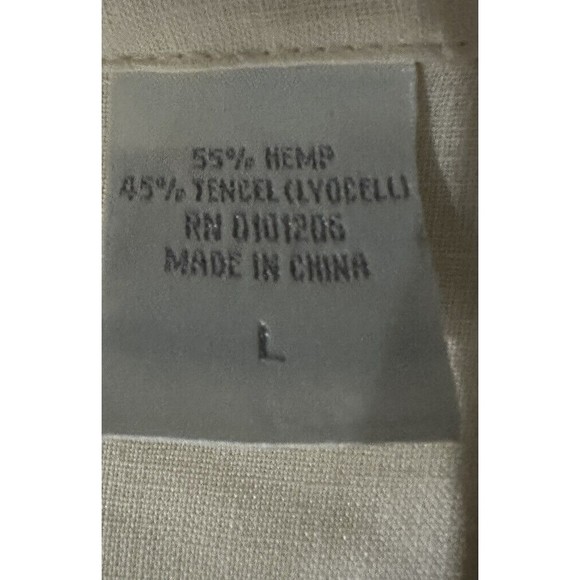 55% HEMP
45% TENCEL (LYOCELL)
RN 0101206
MADE IN CHINA
L